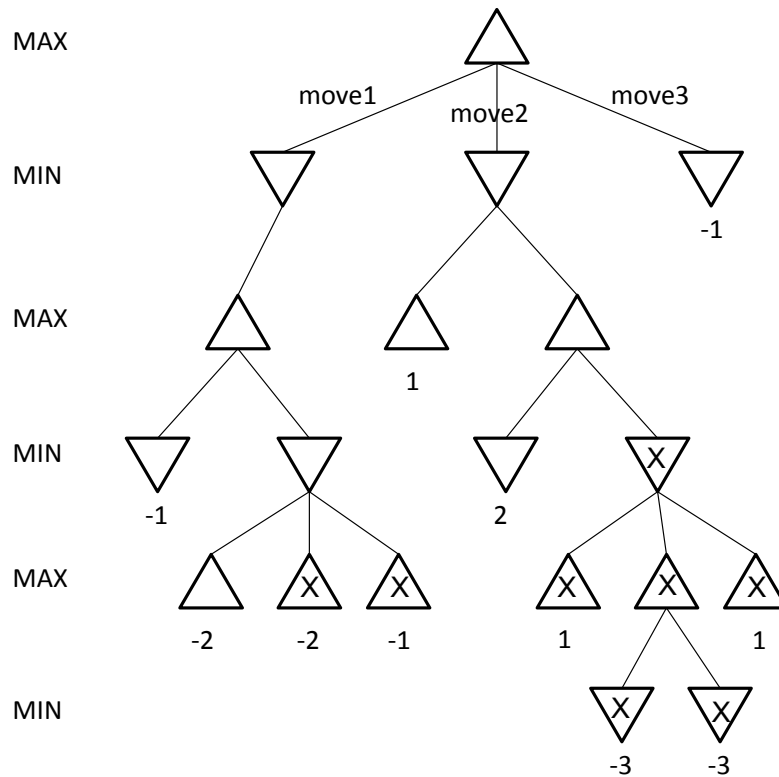 MAX
move1 move2 move3
MIN
-1
MAX
1
MIN X
-1 2
MAX X X X X X
-2 -2 -1 1 1
MIN X X
-3 -3